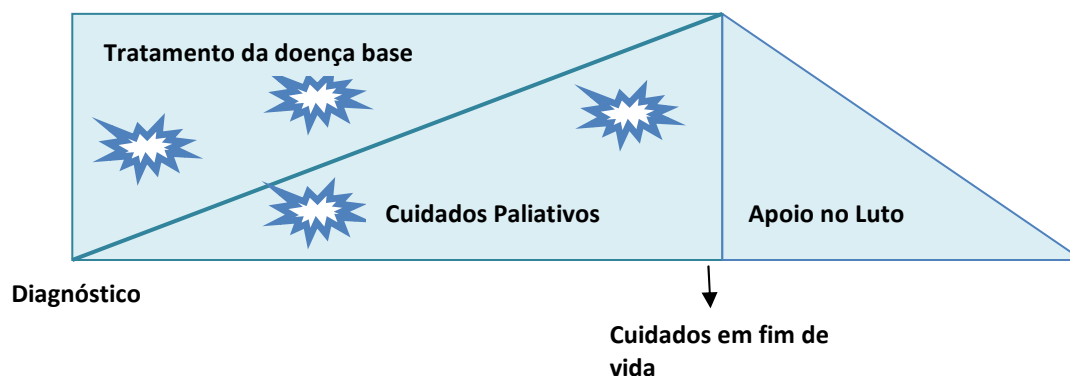 Tratamento da doença base
Cuidados Paliativos
Apoio no Luto
Diagnóstico
Cuidados em fim de
vida